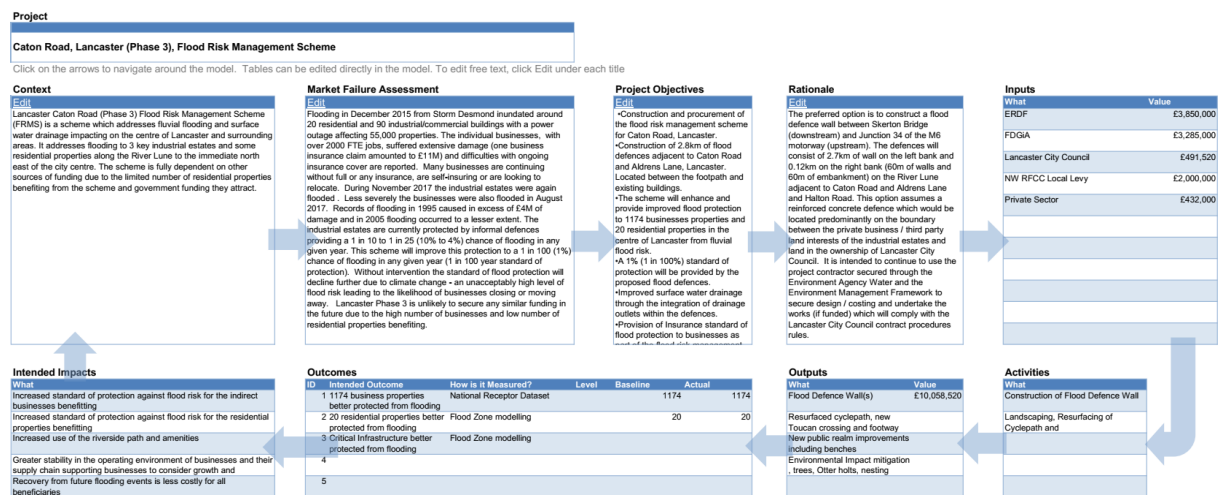 Project
Caton Road, Lancaster (Phase 3), Flood Risk Management Scheme
Click on the arrows to navigate around the model. Tables can be edited directly in the model. To edit free text, click Edit under each title
Context
Edit
Lancaster Caton Road (Phase 3) Flood Risk Management Scheme
(FRMS) is a scheme which addresses fluvial flooding and surface
water drainage impacting on the centre of Lancaster and surrounding
areas. It addresses flooding to 3 key industrial estates and some
residential properties along the River Lune to the immediate north
east of the city centre. The scheme is fully dependent on other
sources of funding due to the limited number of residential properties
benefiting from the scheme and government funding they attract.
Market Failure Assessment
Edit
Flooding in December 2015 from Storm Desmond inundated around
20 residential and 90 industrial/commercial buildings with a power
outage affecting 55,000 properties. The individual businesses, with
over 2000 FTE jobs, suffered extensive damage (one business
insurance claim amounted to £11M) and difficulties with ongoing
insurance cover are reported. Many businesses are continuing
without full or any insurance, are self-insuring or are looking to
relocate. During November 2017 the industrial estates were again
flooded . Less severely the businesses were also flooded in August
2017. Records of flooding in 1995 caused in excess of £4M of
damage and in 2005 flooding occurred to a lesser extent. The
industrial estates are currently protected by informal defences
providing a 1 in 10 to 1 in 25 (10% to 4%) chance of flooding in any
given year. This scheme will improve this protection to a 1 in 100 (1%)
chance of flooding in any given year (1 in 100 year standard of
protection). Without intervention the standard of flood protection will
decline further due to climate change - an unacceptably high level of
flood risk leading to the likelihood of businesses closing or moving
away. Lancaster Phase 3 is unlikely to secure any similar funding in
the future due to the high number of businesses and low number of
residential properties benefiting.
Project Objectives
•Construction and procurement of
the flood risk management scheme
for Caton Road, Lancaster.
•Construction of 2.8km of flood
defences adjacent to Caton Road
and Aldrens Lane, Lancaster.
Located between the footpath and
existing buildings.
•The scheme will enhance and
provide improved flood protection
to 1174 businesses properties and
20 residential properties in the
centre of Lancaster from fluvial
flood risk.
•A 1% (1 in 100%) standard of
protection will be provided by the
proposed flood defences.
•Improved surface water drainage
through the integration of drainage
outlets within the defences.
•Provision of Insurance standard of
flood protection to businesses as
part of the flood risk management
Rationale
Edit
The preferred option is to construct a flood
defence wall between Skerton Bridge
(downstream) and Junction 34 of the M6
motorway (upstream). The defences will
consist of 2.7km of wall on the left bank and
0.12km on the right bank (60m of walls and
60m of embankment) on the River Lune
adjacent to Caton Road and Aldrens Lane
and Halton Road. This option assumes a
reinforced concrete defence which would be
located predominantly on the boundary
between the private business / third party
land interests of the industrial estates and
land in the ownership of Lancaster City
Council. It is intended to continue to use the
project contractor secured through the
Environment Agency Water and the
Environment Management Framework to
secure design / costing and undertake the
works (if funded) which will comply with the
Lancaster City Council contract procedures
rules.
Inputs
What Value
ERDF £3,850,000
FDGiA £3,285,000
Lancaster City Council £491,520
NW RFCC Local Levy £2,000,000
Private Sector £432,000
Intended Impacts
What
Increased standard of protection against flood risk for the indirect
businesses benefitting
Increased standard of protection against flood risk for the residential
properties benefiting
Increased use of the riverside path and amenities
Greater stability in the operating environment of business and their
supply chain supporting businesses to consider growth and
Recovery from future flooding events is less costly for all
beneficiaries
Outcomes
ID Intended Outcome How is it Measured? Level Baseline Actual
1 1174 business properties National Receptor Dataset 1174 1174
better protected from flooding
2 20 residential properties better Flood Zone modelling 20 20
protected from flooding
3 Critical Infrastructure better Flood Zone modelling
protected from flooding
4
5
Outputs
What Value
Flood Defence Wall(s) £10,058,520
Resurfaced cyclepath, new
Toucan crossing and footway
New public realm improvements
including benches
Environmental Impact mitigation
, trees, Otter holts, nesting
Activities
What
Construction of Flood Defence Wall
Landscaping, Resurfacing of
Cyclepath and